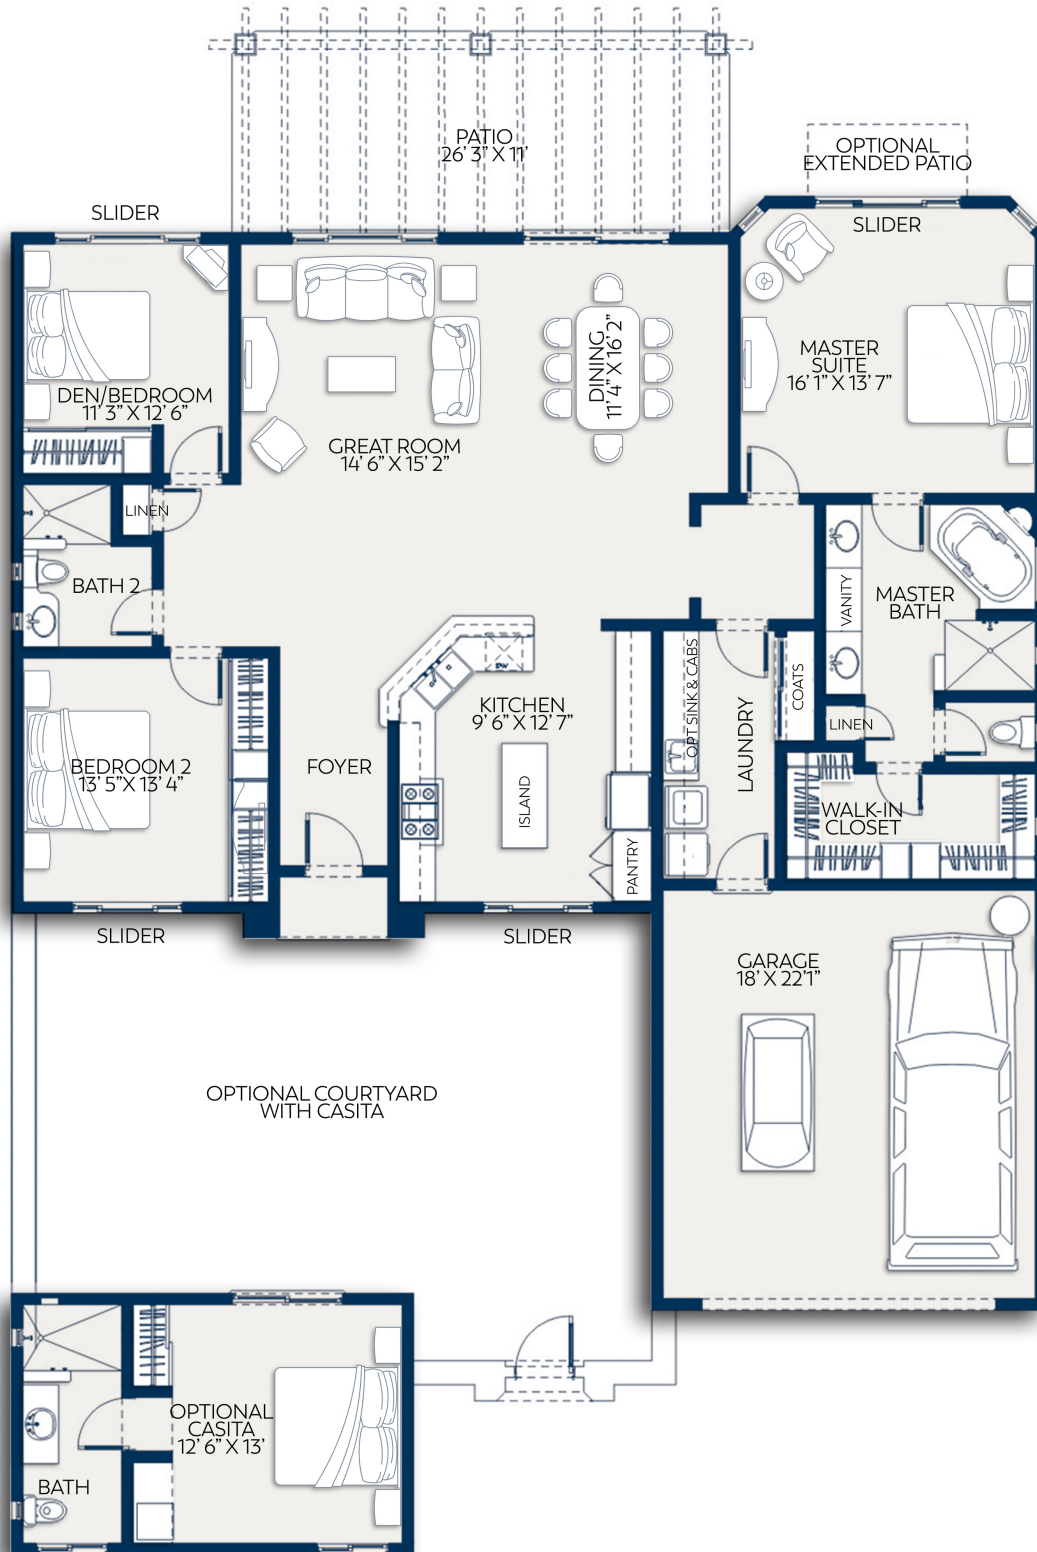 PATIO
26' 3" X 11'
OPTIONAL
EXTENDED PATIO
SLIDER
SLIDER
DEN/BEDROOM
11' 3" X 12' 6"
GREAT ROOM
14' 6" X 15' 2"
DINING
11' 4" X 16' 2"
MASTER
SUITE
16' 1" X 13' 7"
LINEN
BATH 2
VANITY
MASTER
BATH
DW
KITCHEN
9' 6" X 12' 7"
ISLAND
PANTRY
OPT SINK & CABS
LAUNDRY
COATS
LINEN
BEDROOM 2
13' 5" X 13' 4"
FOYER
WALK-IN
CLOSET
SLIDER
SLIDER
GARAGE
18' X 22'1"
OPTIONAL COURTYARD
WITH CASITA
OPTIONAL
CASITA
12' 6" X 13'
BATH